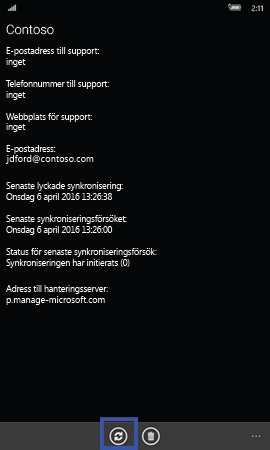 2:11
Contoso
E-postadress till support:
inget
Telefonnummer till support:
inget
Webbplats för support:
inget
E-postadress:
jdford@contoso.com
Senaste lyckade synkronisering:
Onsdag 6 april 2016 13:26:38
Senaste synkroniseringsförsöket:
Onsdag 6 april 2016 13:26:00
Status för senaste synkroniseringsförsök:
Synkroniseringen har initierats (0)
Adress till hanteringsserver:
p.manage-microsoft.com